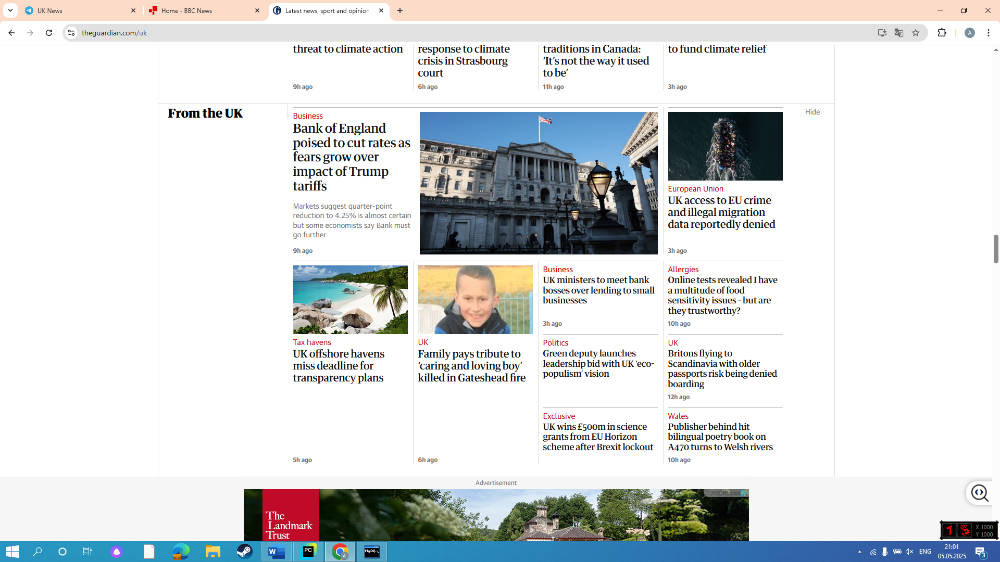 UK News
Home - BBC News
Latest news, sport and opinion
theguardian.com/uk
A
threat to climate action
9h ago
response to climate
crisis in Strasbourg
court
6h ago
traditions in Canada:
‘It’s not the way it used
to be’
11h ago
to fund climate relief
3h ago
From the UK
Hide
Business
Bank of England
poised to cut rates as
fears grow over
impact of Trump
tariffs
Markets suggest quarter-point
reduction to 4.25% is almost certain
but some economists say Bank must
go further
9h ago
European Union
UK access to EU crime
and illegal migration
data reportedly denied
3h ago
Tax havens
UK offshore havens
miss deadline for
transparency plans
5h ago
UK
Family pays tribute to
‘caring and loving boy’
killed in Gateshead fire
6h ago
Business
UK ministers to meet bank
bosses over lending to small
businesses
3h ago
Politics
Green deputy launches
leadership bid with UK ‘eco-
populism’ vision
Exclusive
UK wins £500m in science
grants from EU Horizon
scheme after Brexit lockout
Allergies
Online tests revealed I have
a multitude of food
sensitivity issues – but are
they trustworthy?
10h ago
UK
Britons flying to
Scandinavia with older
passports risk being denied
boarding
12h ago
Wales
Publisher behind hit
bilingual poetry book on
A470 turns to Welsh rivers
10h ago
Advertisement
AdChoices
The
Landmark
Trust
X 1000
Y 1000
W
PC
A
MySQL
ENG
21:01
05.05.2025
3